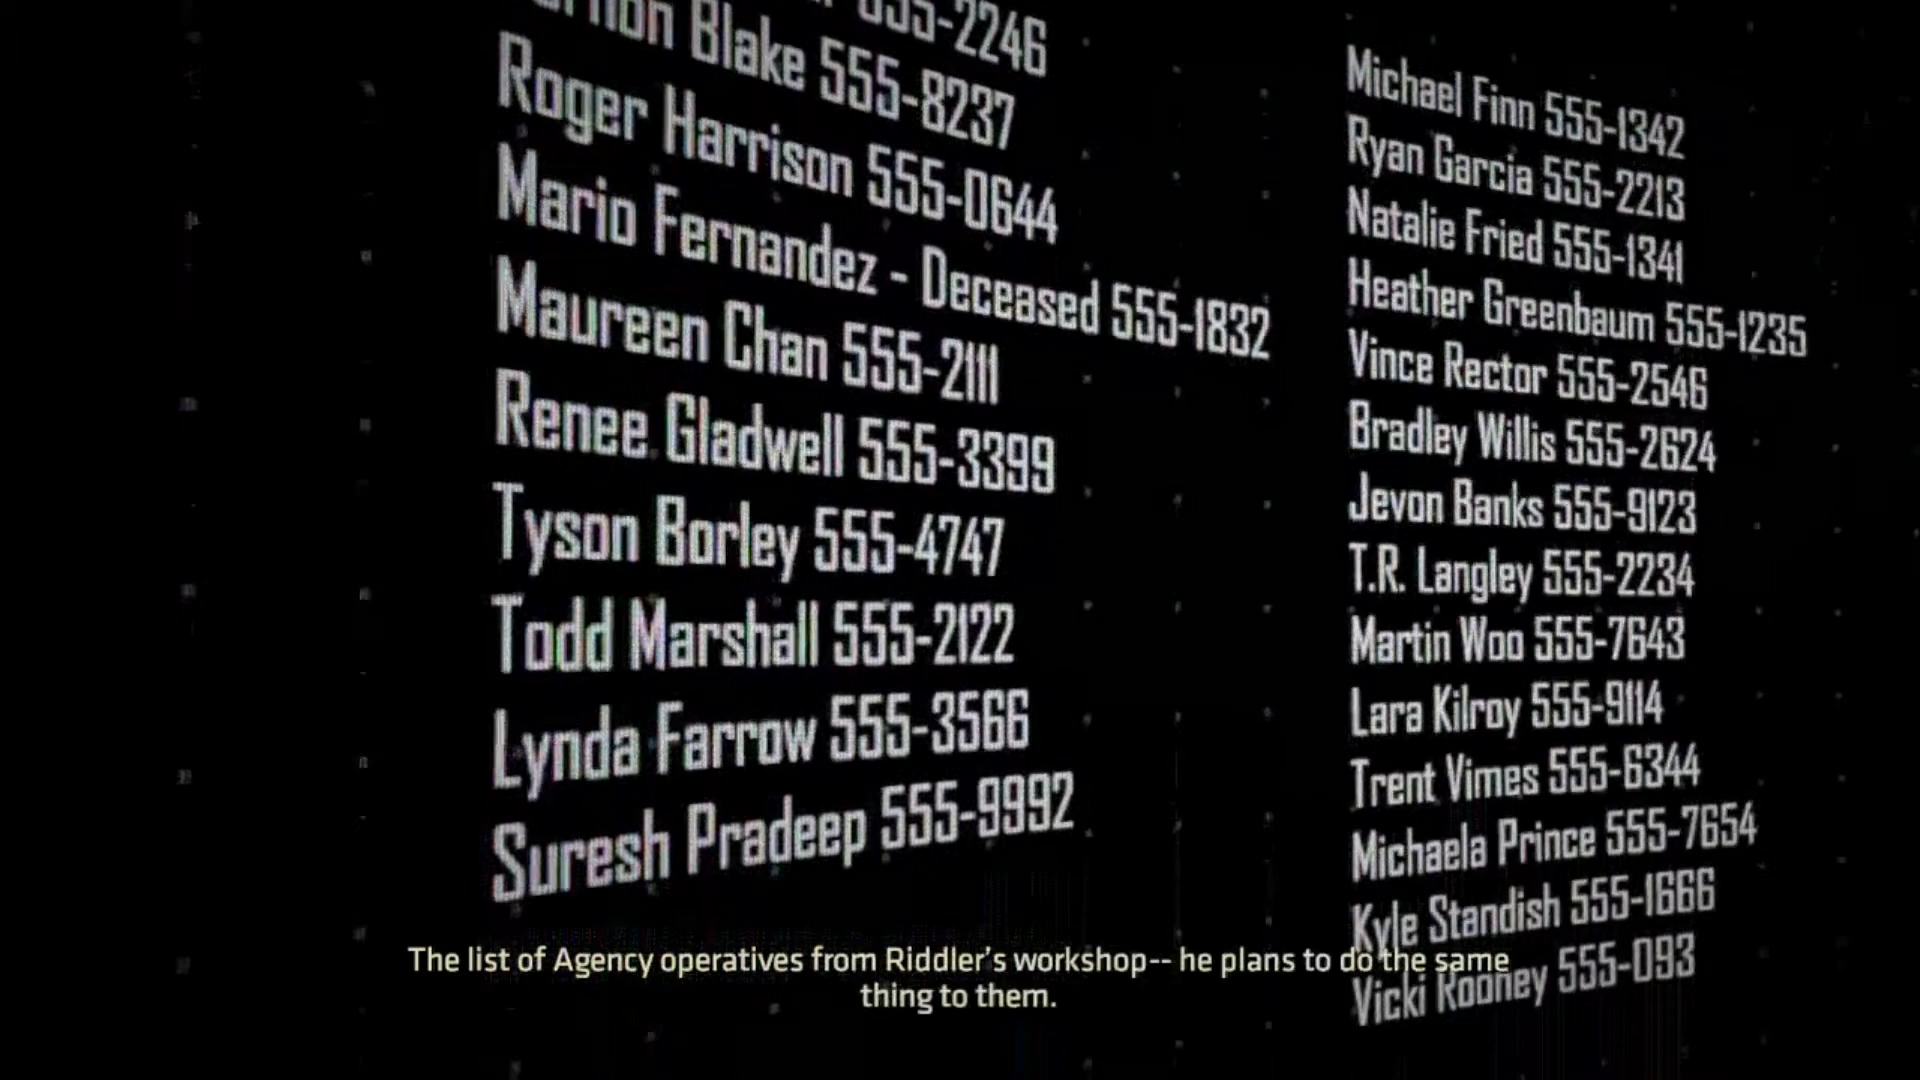 555-2246
Blake 555-8237
Roger Harrison 555-0644
Mario Fernandez - Deceased 555-1832
Maureen Chan 555-2111
Renee Gladwell 555-3399
Tyson Borley 555-4747
Todd Marshall 555-2122
Lynda Farrow 555-3566
Suresh Pradeep 555-9992
Michael Finn 555-1342
Ryan Garcia 555-2213
Natalie Fried 555-1341
Heather Greenbaum 555-1235
Vince Rector 555-2546
Bradley Willis 555-2624
Jevon Banks 555-9123
T.R. Langley 555-2234
Martin Woo 555-7643
Lara Kilroy 555-9114
Trent Vimes 555-6344
Michaela Prince 555-7654
Kyle Standish 555-1666
Vicki Rooney 555-093
The list of Agency operatives from Riddler's workshop-- he plans to do the same
thing to them.